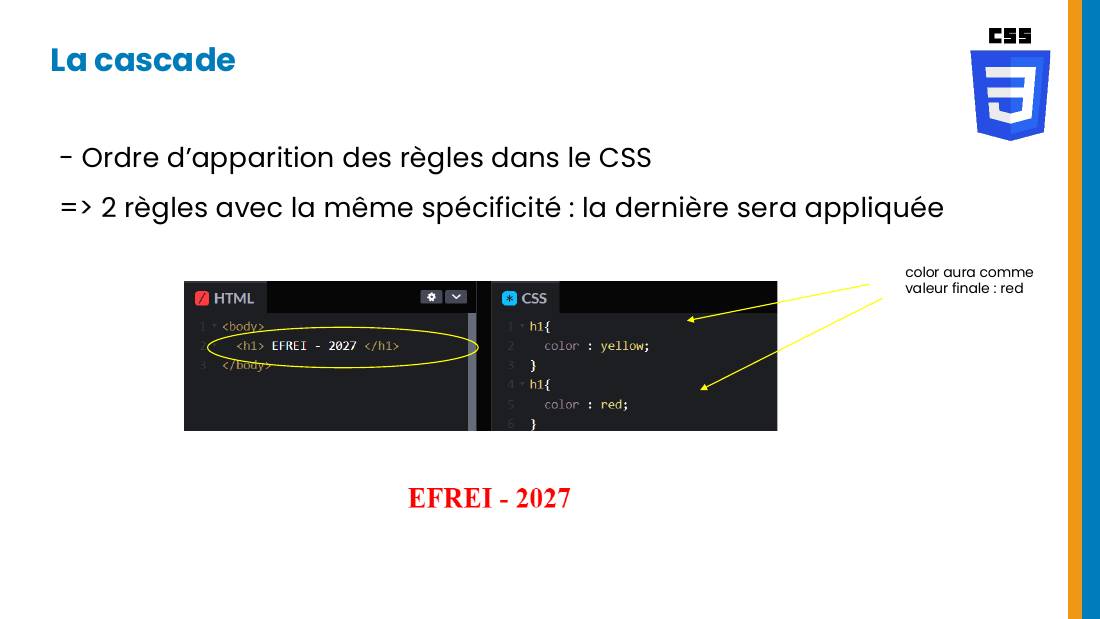 CSS
La cascade
- Ordre d’apparition des règles dans le CSS
=> 2 règles avec la même spécificité : la dernière sera appliquée
color aura comme
valeur finale : red
HTML
1 <body>
2 <h1> EFREI - 2027 </h1>
3 </body>
CSS
1 h1{
2 color : yellow;
3 }
4 h1{
5 color : red;
6 }
EFREI - 2027